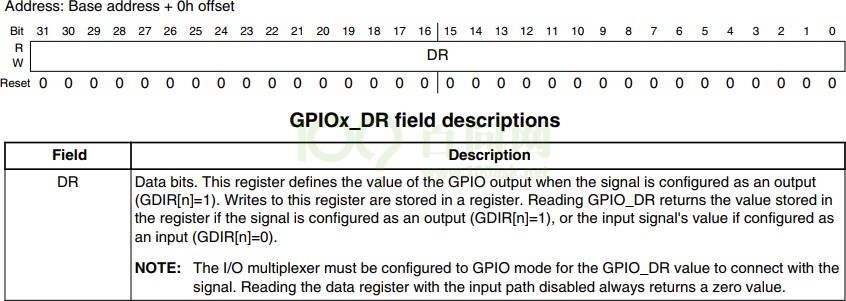 Address: Base address + 0h offset
Bit 31 30 29 28 27 26 25 24 23 22 21 20 19 18 17 16 15 14 13 12 11 10 9 8 7 6 5 4 3 2 1 0
R
DR
W
Reset 0 0 0 0 0 0 0 0 0 0 0 0 0 0 0 0 0 0 0 0 0 0 0 0 0 0 0 0 0 0 0 0
GPIOx_DR field descriptions
Field Description
DR Data bits. This register defines the value of the GPIO output when the signal is configured as an output
(GDIR[n]=1). Writes to this register are stored in a register. Reading GPIO_DR returns the value stored in
the register if the signal is configured as an output (GDIR[n]=1), or the input signal's value if configured as
an input (GDIR[n]=0).
NOTE: The I/O multiplexer must be configured to GPIO mode for the GPIO_DR value to connect with the
signal. Reading the data register with the input path disabled always returns a zero value.